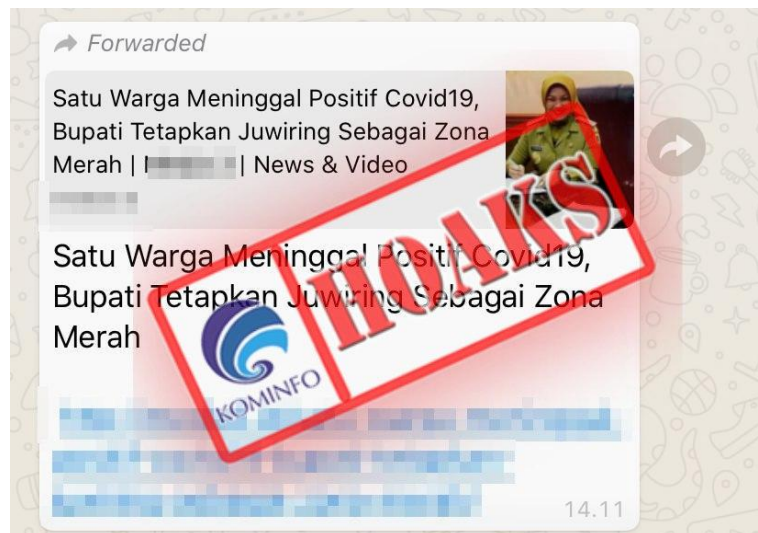 Forwarded
Satu Warga Meninggal Positif Covid19,
Bupati Tetapkan Juwiring Sebagai Zona
Merah | | News & Video
Satu Warga Meninggal Positif Covid19,
Bupati Tetapkan Juwiring Sebagai Zona
Merah
HOAKS
KOMINFO
14.11